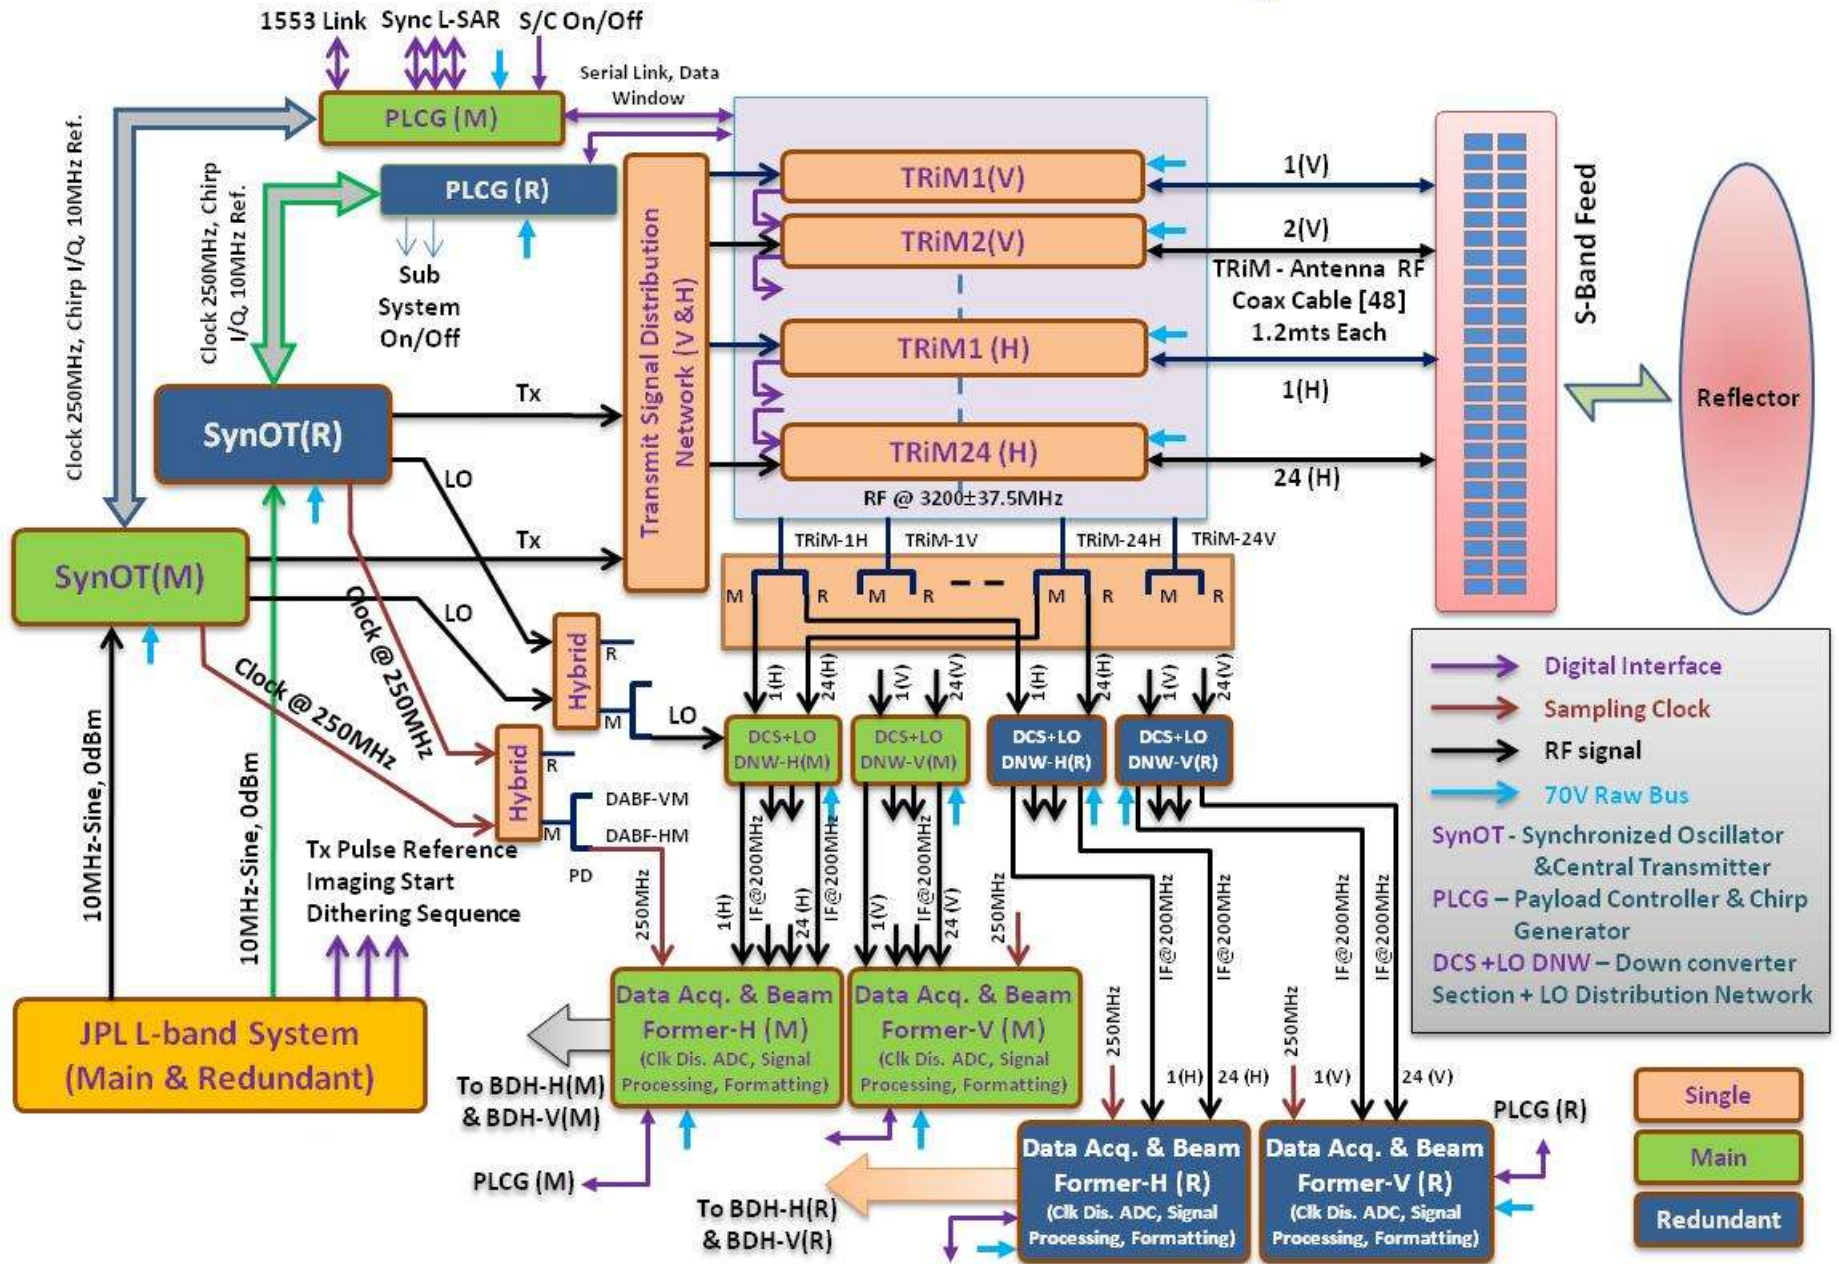 1553 Link
Sync L-SAR
S/C On/Off
Serial Link, Data
Window
PLCG (M)
PLCG (R)
Clock 250MHz, Chirp I/Q, 10MHz Ref.
Clock 250MHz, Chirp
I/Q, 10MHz Ref.
Sub
System
On/Off
Transmit Signal Distribution
Network (V &H)
TRiM1(V)
TRiM2(V)
TRiM1 (H)
TRiM24 (H)
RF @ 3200±37.5MHz
1(V)
2(V)
TRiM - Antenna RF
Coax Cable [48]
1.2mts Each
1(H)
24 (H)
S-Band Feed
Reflector
SynOT(R)
Tx
LO
SynOT(M)
Tx
LO
Clock @ 250MHz
Clock @ 250MHz
TRiM-1H
TRiM-1V
TRiM-24H
TRiM-24V
M
R
M
R
M
R
M
R
Hybrid
R
M
LO
Hybrid
R
M
DABF-VM
DABF-HM
PD
1(H)
24(H)
1(V)
24(V)
1(H)
24(H)
1(V)
24(V)
DCS+LO
DNW-H(M)
DCS+LO
DNW-V(M)
DCS+LO
DNW-H(R)
DCS+LO
DNW-V(R)
10MHz-Sine, 0dBm
10MHz-Sine, 0dBm
Tx Pulse Reference
Imaging Start
Dithering Sequence
250MHz
1(H)
IF@200MHz
24 (H)
IF@200MHz
1(V)
IF@200MHz
24 (V)
250MHz
IF@200MHz
IF@200MHz
IF@200MHz
IF@200MHz
JPL L-band System
(Main & Redundant)
Data Acq. & Beam
Former-H (M)
(Clk Dis. ADC, Signal
Processing, Formatting)
Data Acq. & Beam
Former-V (M)
(Clk Dis. ADC, Signal
Processing, Formatting)
To BDH-H(M)
& BDH-V(M)
PLCG (M)
250MHz
1(H)
24 (H)
250MHz
1(V)
24 (V)
PLCG (R)
Data Acq. & Beam
Former-H (R)
(Clk Dis. ADC, Signal
Processing, Formatting)
Data Acq. & Beam
Former-V (R)
(Clk Dis. ADC, Signal
Processing, Formatting)
To BDH-H(R)
& BDH-V(R)
Digital Interface
Sampling Clock
RF signal
70V Raw Bus
SynOT - Synchronized Oscillator
&Central Transmitter
PLCG – Payload Controller & Chirp
Generator
DCS +LO DNW – Down converter
Section + LO Distribution Network
Single
Main
Redundant